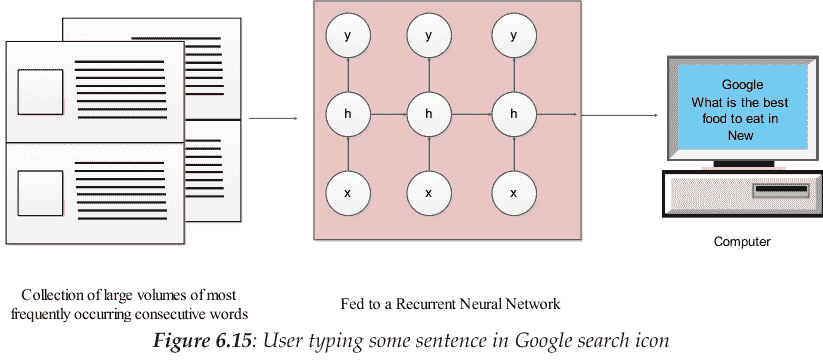 y y y
h h h
x x x
Google
What is the best
food to eat in
New
Computer
Collection of large volumes of most
frequently occurring consecutive words
Fed to a Recurrent Neural Network
Figure 6.15: User typing some sentence in Google search icon